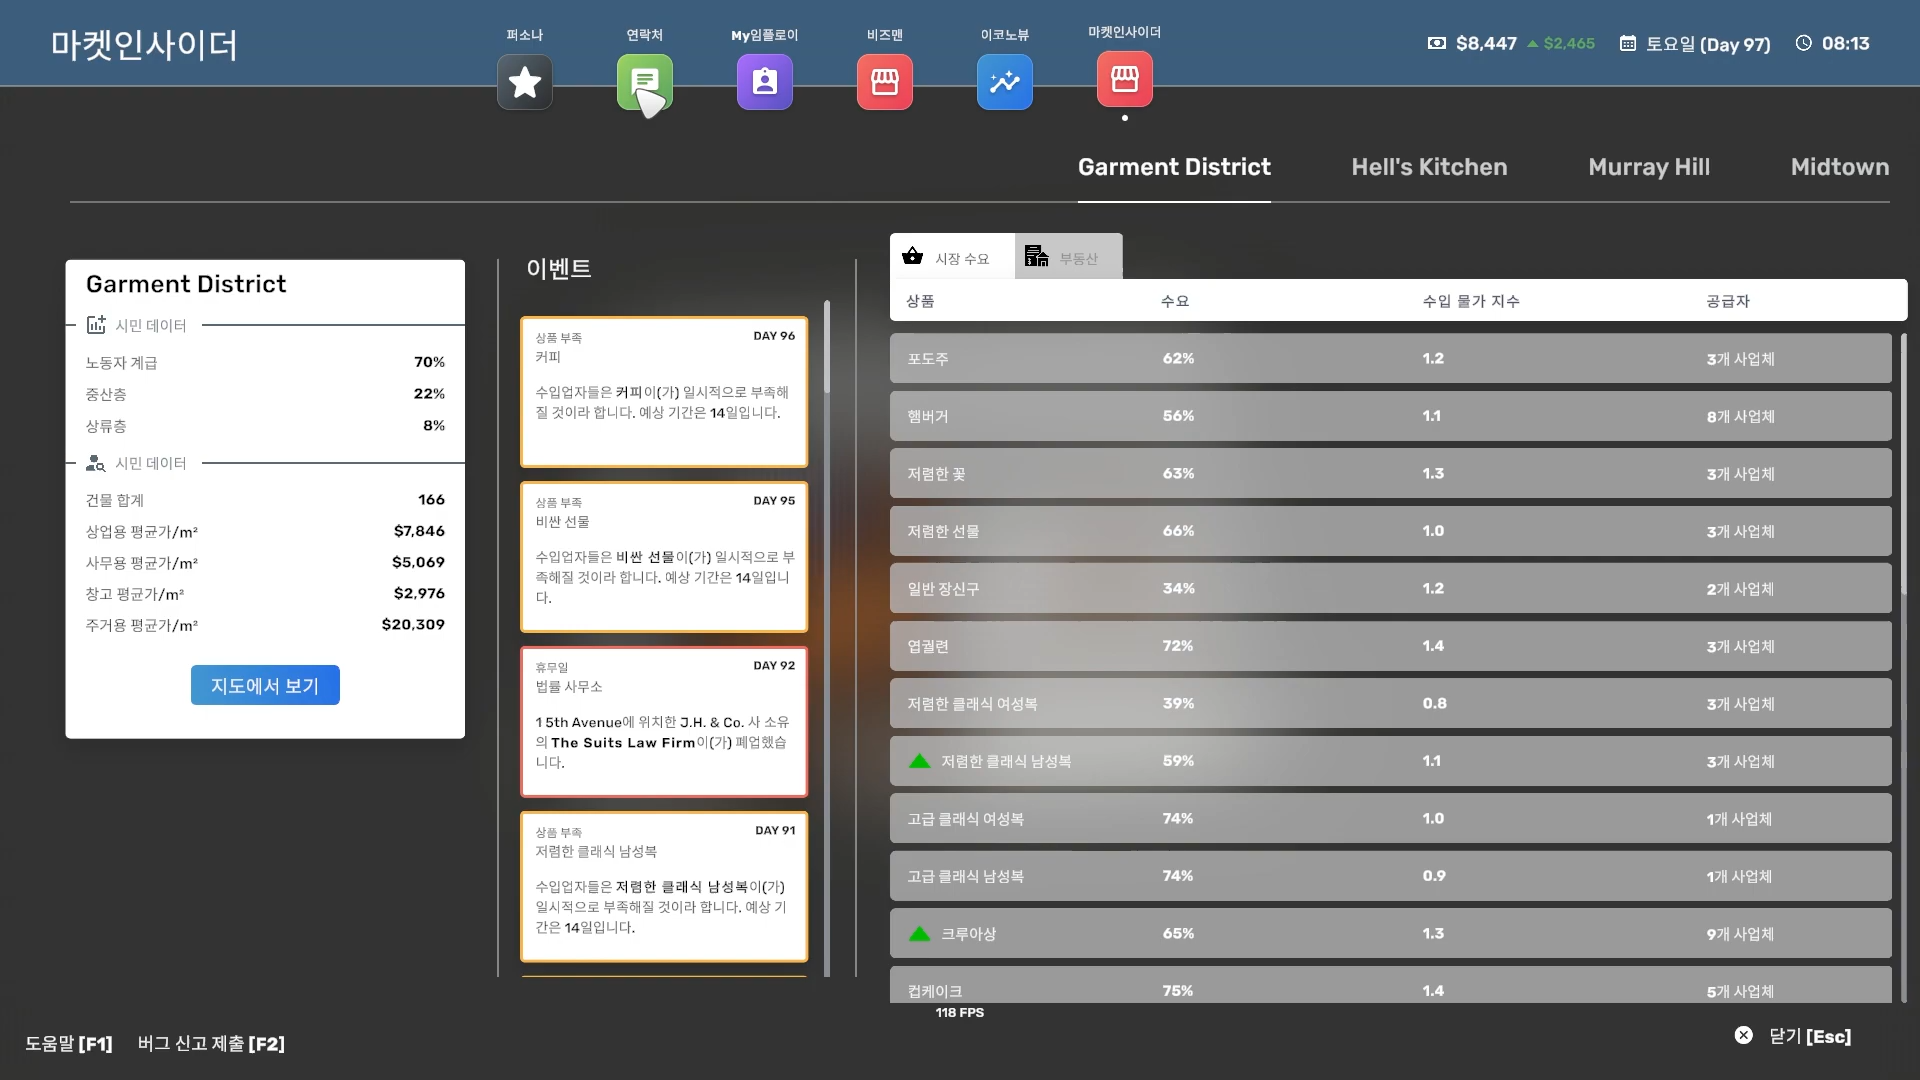 마켓인사이더
퍼소나
연락처
My임플로이
비즈맨
이코노뷰
마켓인사이더
$8,447 $2,465 토요일 (Day 97) 08:13
Garment District Hell's Kitchen Murray Hill Midtown
Garment District
시민 데이터
노동자 계급 70%
중산층 22%
상류층 8%
시민 데이터
건물 합계 166
상업용 평균가/m² $7,846
사무용 평균가/m² $5,069
창고 평균가/m² $2,976
주거용 평균가/m² $20,309
지도에서 보기
이벤트
상품 부족 DAY 96
커피
수입업자들은 커피이(가) 일시적으로 부족해
질 것이라 합니다. 예상 기간은 14일입니다.
상품 부족 DAY 95
비싼 선물
수입업자들은 비싼 선물이(가) 일시적으로 부
족해질 것이라 합니다. 예상 기간은 14일입니
다.
휴무일 DAY 92
법률 사무소
1 5th Avenue에 위치한 J.H. & Co. 사 소유
의 The Suits Law Firm이(가) 폐업했습
니다.
상품 부족 DAY 91
저렴한 클래식 남성복
수입업자들은 저렴한 클래식 남성복이(가)
일시적으로 부족해질 것이라 합니다. 예상 기
간은 14일입니다.
시장 수요 부동산
상품 수요 수입 물가 지수 공급자
포도주 62% 1.2 3개 사업체
햄버거 56% 1.1 8개 사업체
저렴한 꽃 63% 1.3 3개 사업체
저렴한 선물 66% 1.0 3개 사업체
일반 장신구 34% 1.2 2개 사업체
엽궐련 72% 1.4 3개 사업체
저렴한 클래식 여성복 39% 0.8 3개 사업체
저렴한 클래식 남성복 59% 1.1 3개 사업체
고급 클래식 여성복 74% 1.0 1개 사업체
고급 클래식 남성복 74% 0.9 1개 사업체
크루아상 65% 1.3 9개 사업체
컵케이크 75% 1.4 5개 사업체
118 FPS
도움말 [F1] 버그 신고 제출 [F2]
닫기 [Esc]